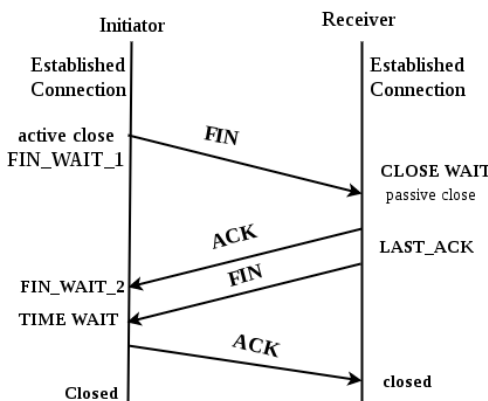 Initiator
Receiver
Established
Connection
Established
Connection
active close
FIN_WAIT_1
FIN
CLOSE WAIT
passive close
ACK
LAST_ACK
FIN
FIN_WAIT_2
TIME WAIT
ACK
Closed
closed